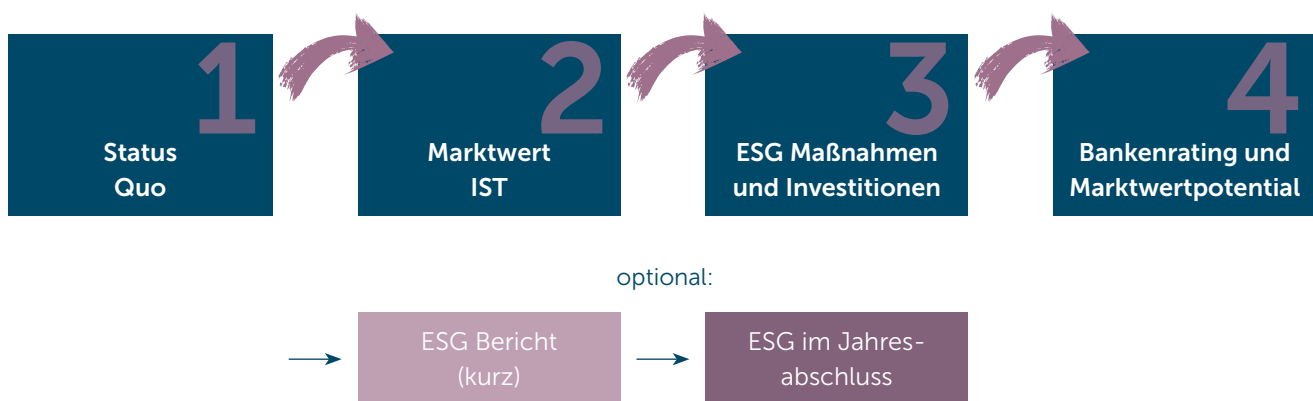 1
Status
Quo
2
Marktwert
IST
3
ESG Maßnahmen
und Investitionen
4
Bankenrating und
Marktwertpotential
optional:
ESG Bericht
(kurz)
ESG im Jahres-
abschluss